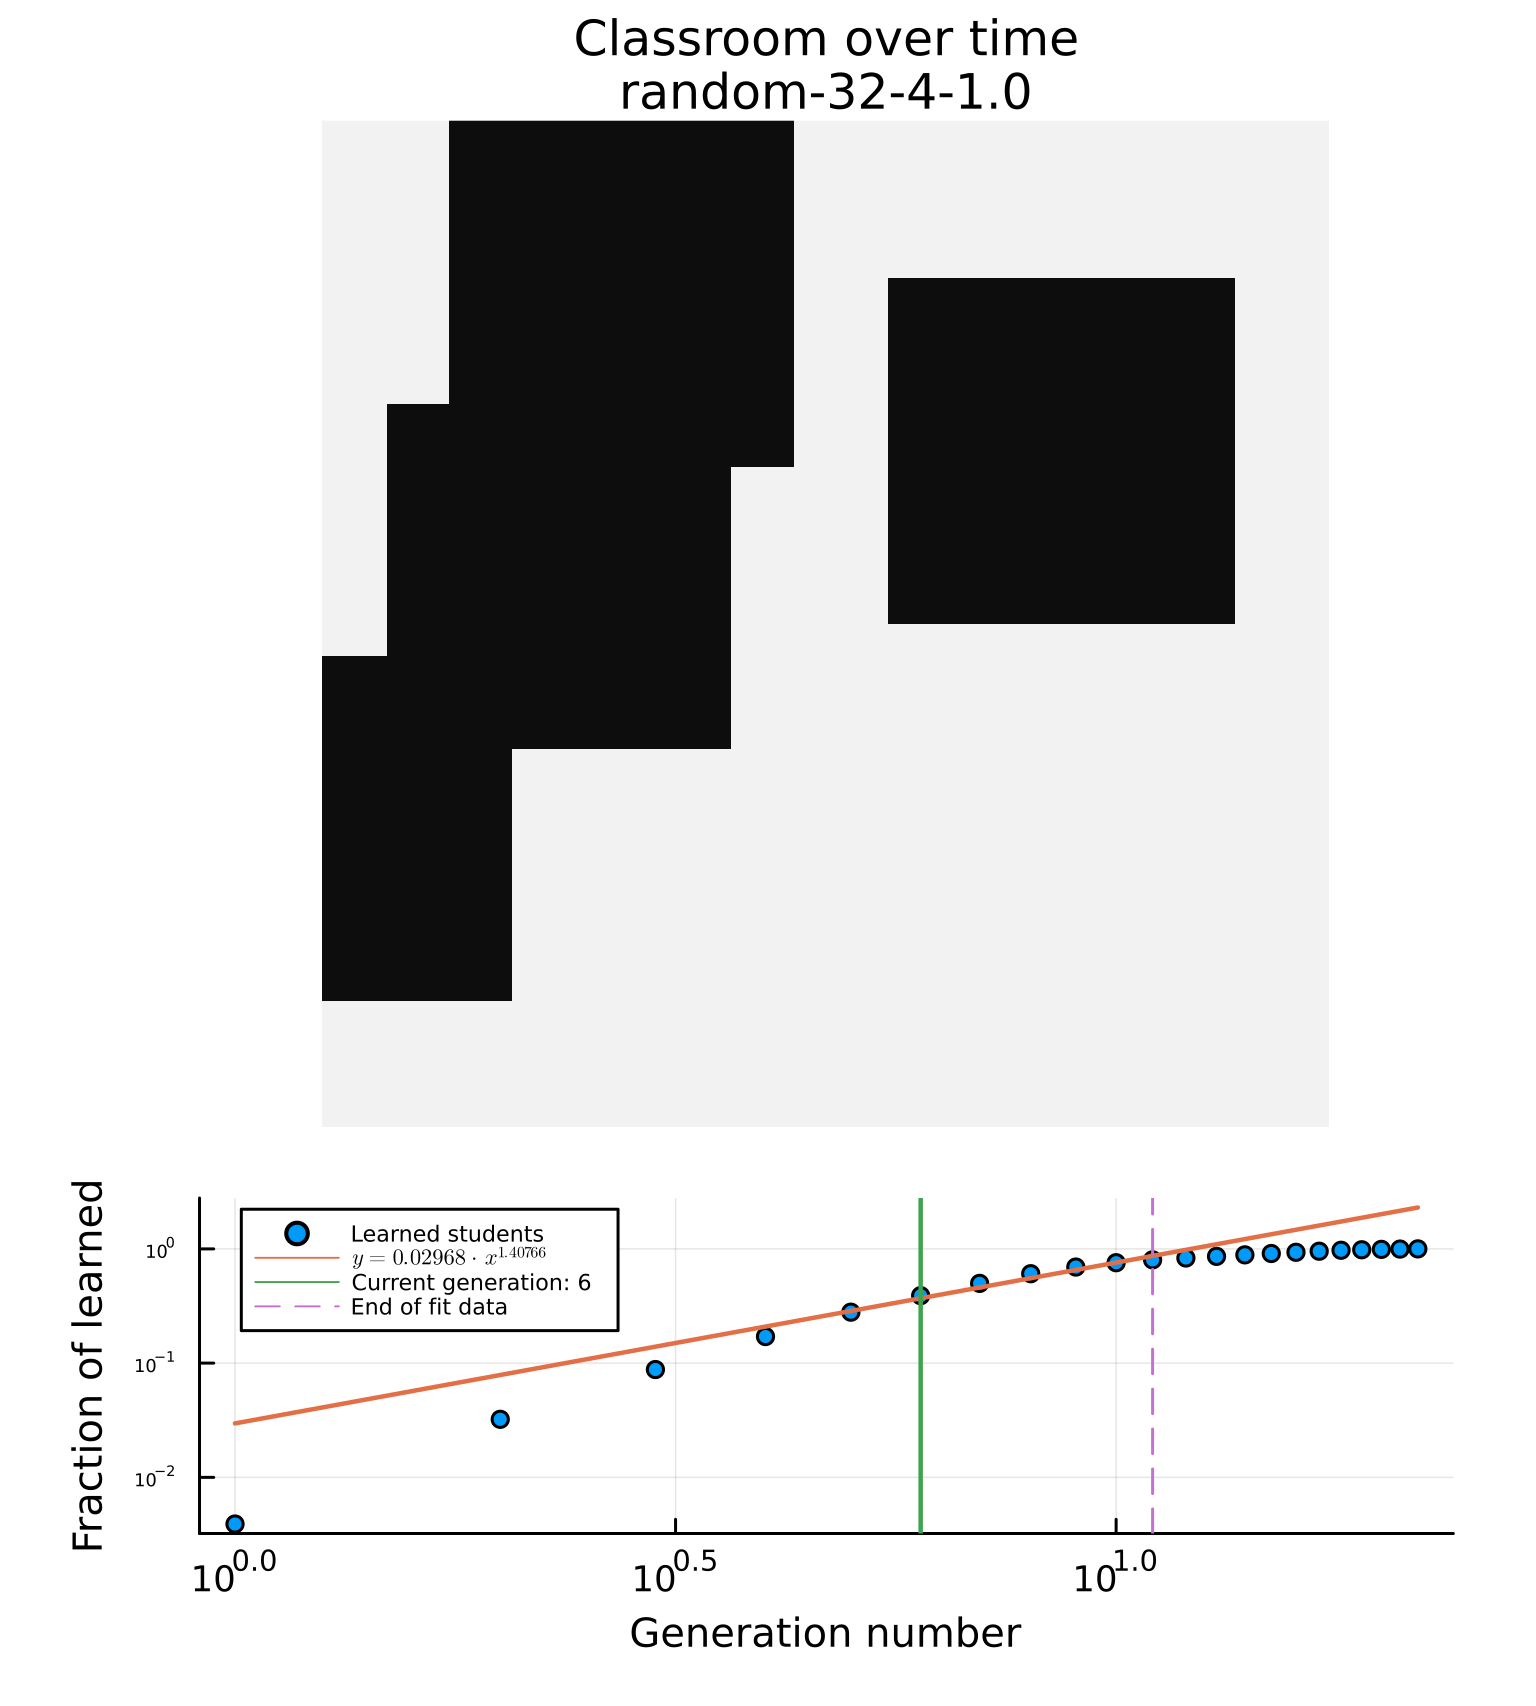 Classroom over time
random-32-4-1.0
Fraction of learned
10⁰
10⁻¹
10⁻²
Learned students
y = 0.02968 · x^1.40766
Current generation: 6
End of fit data
10^0.0
10^0.5
10^1.0
Generation number